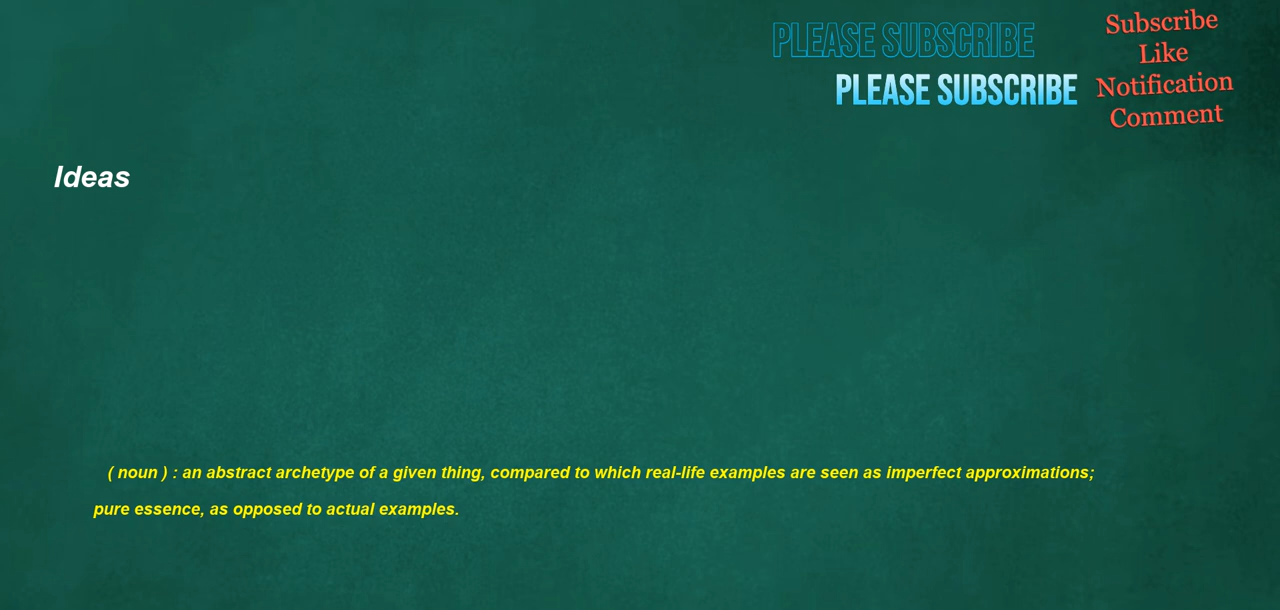 PLEASE SUBSCRIBE
PLEASE SUBSCRIBE
Subscribe
Like
Notification
Comment
Ideas
( noun ) : an abstract archetype of a given thing, compared to which real-life examples are seen as imperfect approximations;
pure essence, as opposed to actual examples.